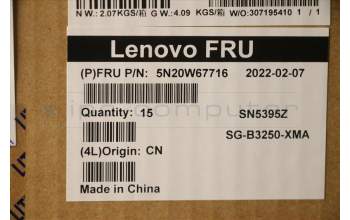 N W.: 2.07KGS/箱 G W.: 4.09 KGS/箱 W/O:307195410 1 / 1
Lenovo FRU
(P)FRU P/N: 5N20W67716 2022-02-07
Quantity: 15 SN5395Z
SG-B3250-XMA
(4L)Origin: CN
Made in China